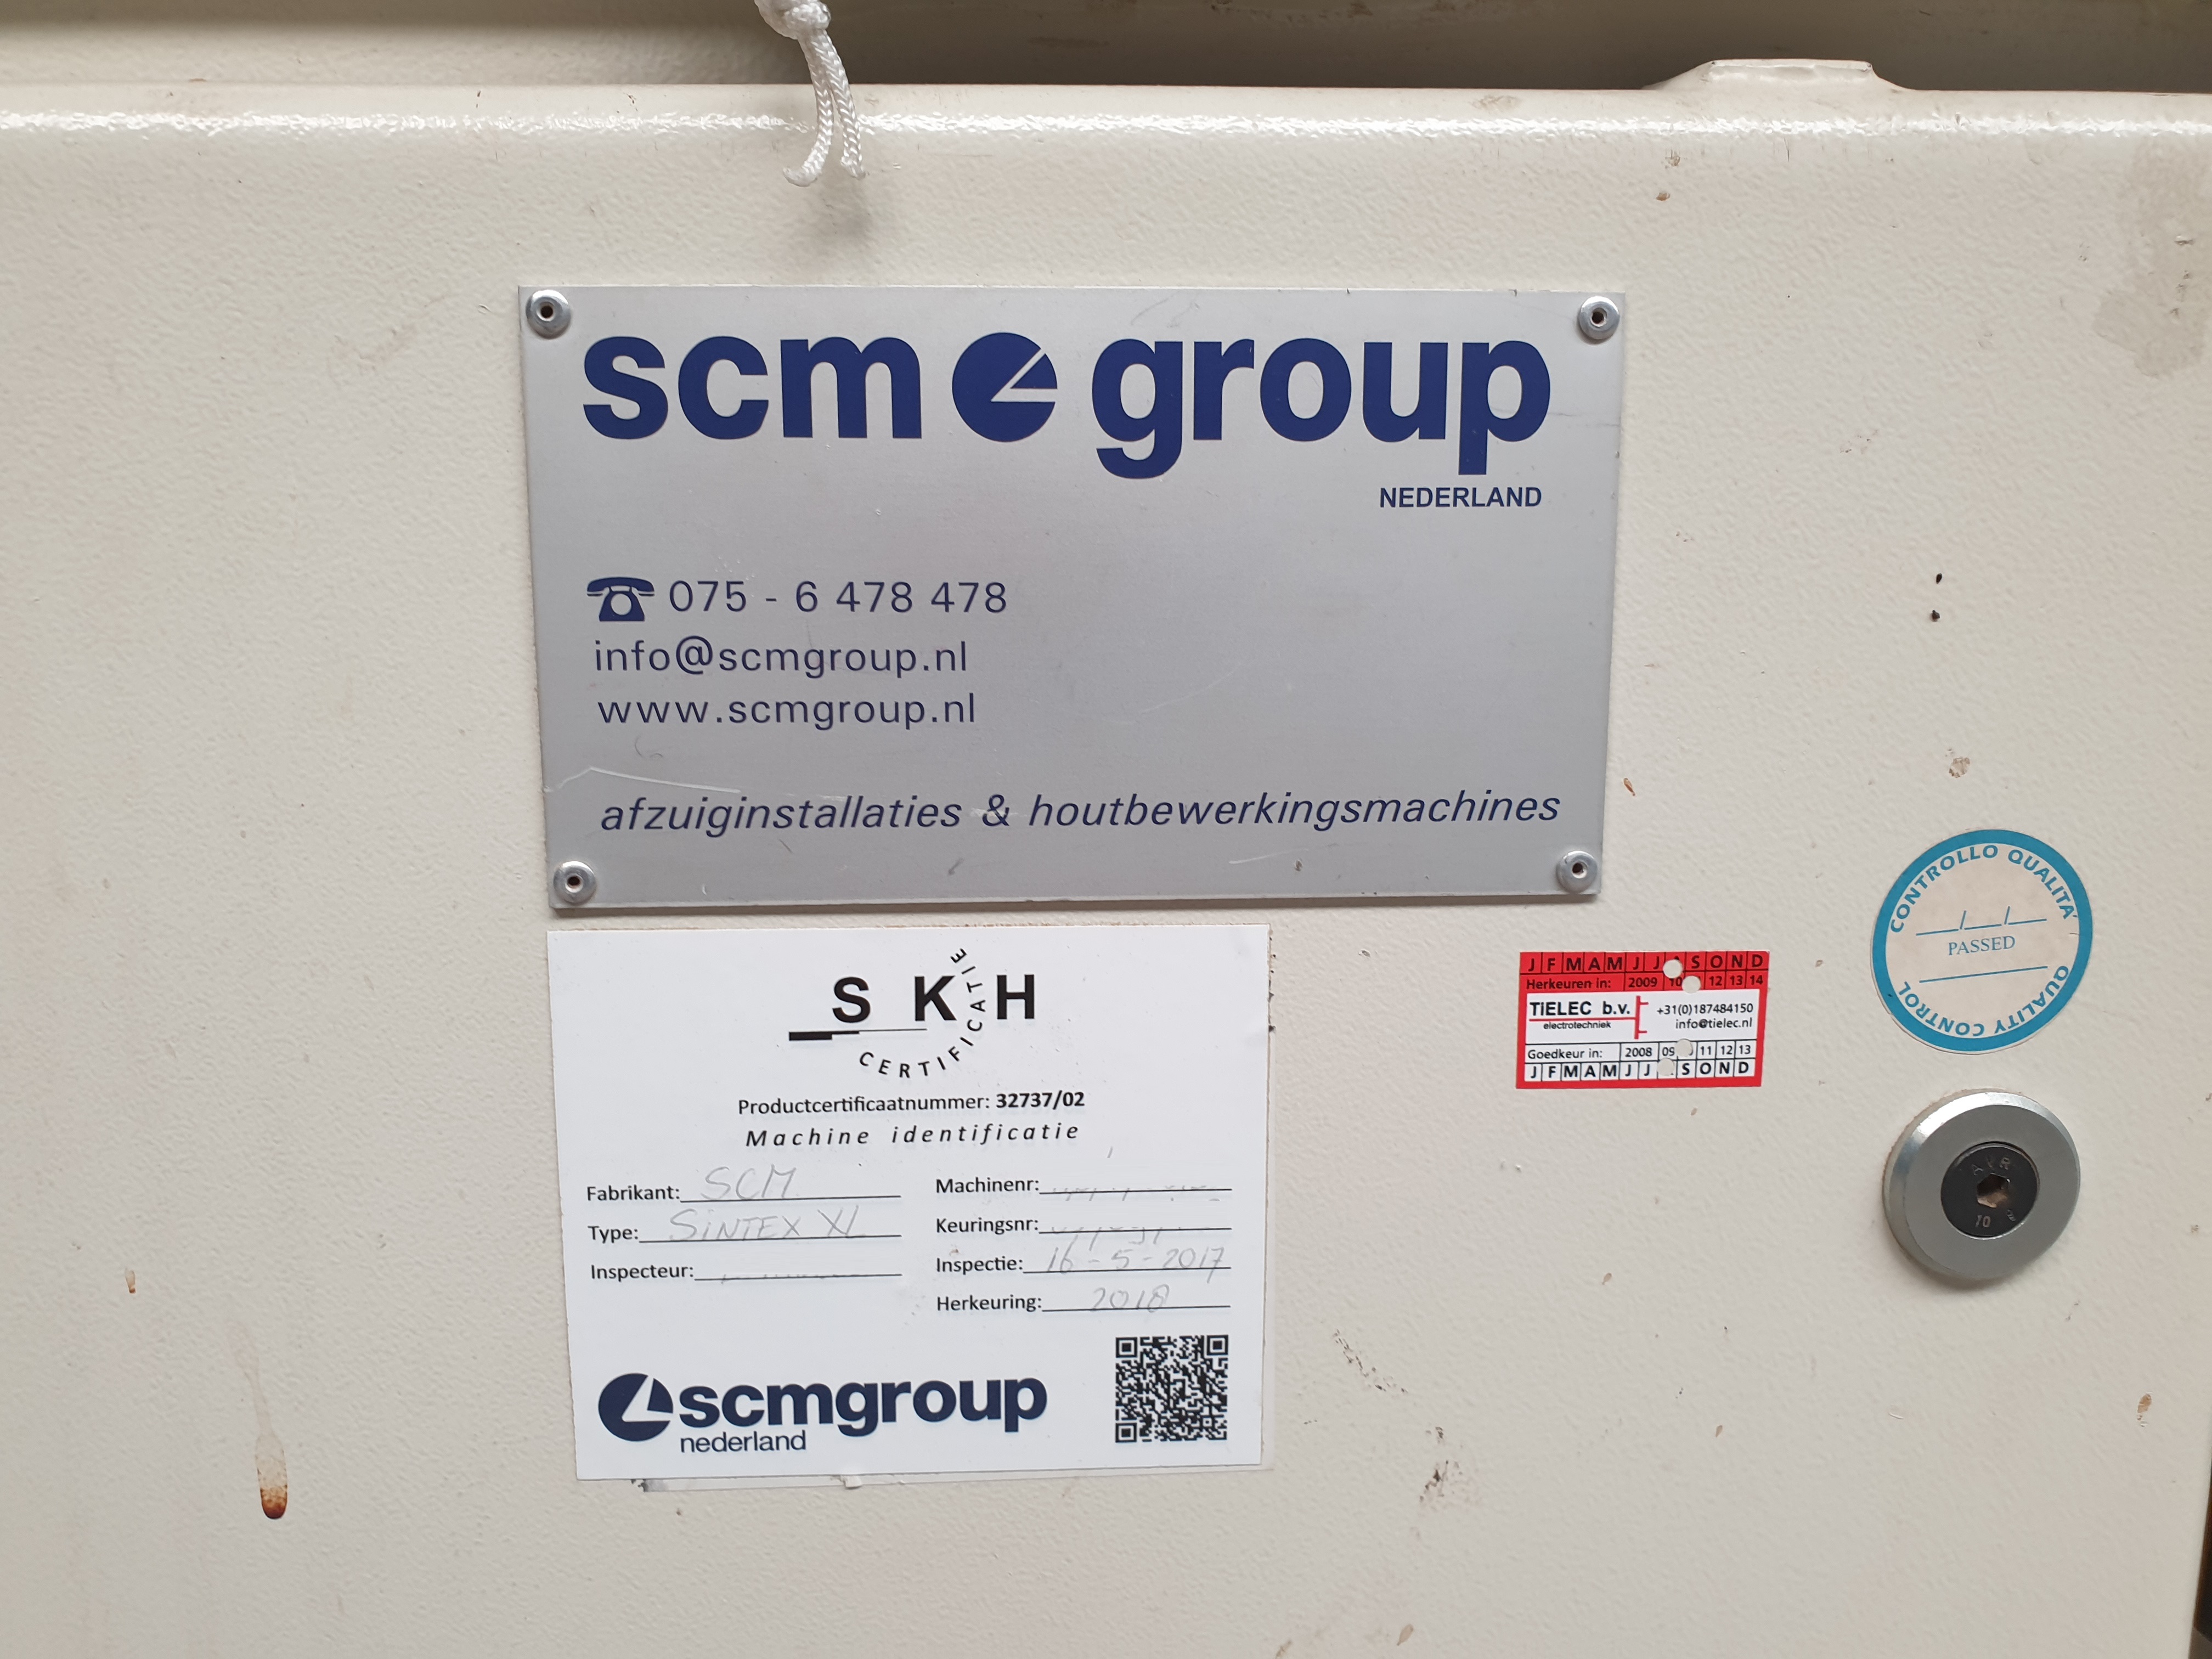 scm group
NEDERLAND
075 - 6 478 478
info@scmgroup.nl
www.scmgroup.nl
afzuiginstallaties & houtbewerkingsmachines
SKH
CERTIFICATIE
Productcertificaatnummer: 32737/02
Machine identificatie
Fabrikant: SCM
Type: SiNTEX XL
Inspecteur:
Machinenr:
Keuringsnr:
Inspectie: 16-5-2017
Herkeuring: 2018
scmgroup
nederland
J F M A M J J S O N D
Herkeuren in: 2009 10 12 13 14
TiELEC b.v.
electrotechniek
+31(0)187484150
info@tielec.nl
Goedkeur in: 2008 09 11 12 13
J F M A M J J S O N D
CONTROLLO QUALITA'
PASSED
QUALITY CONTROL
10